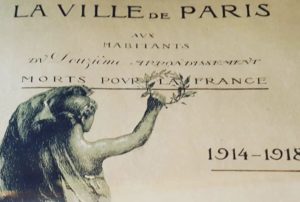 LA VILLE DE PARIS
AUX
HABITANTS
DU Douzième ARRONDISSEMENT
MORTS POUR LA FRANCE
1914-1918